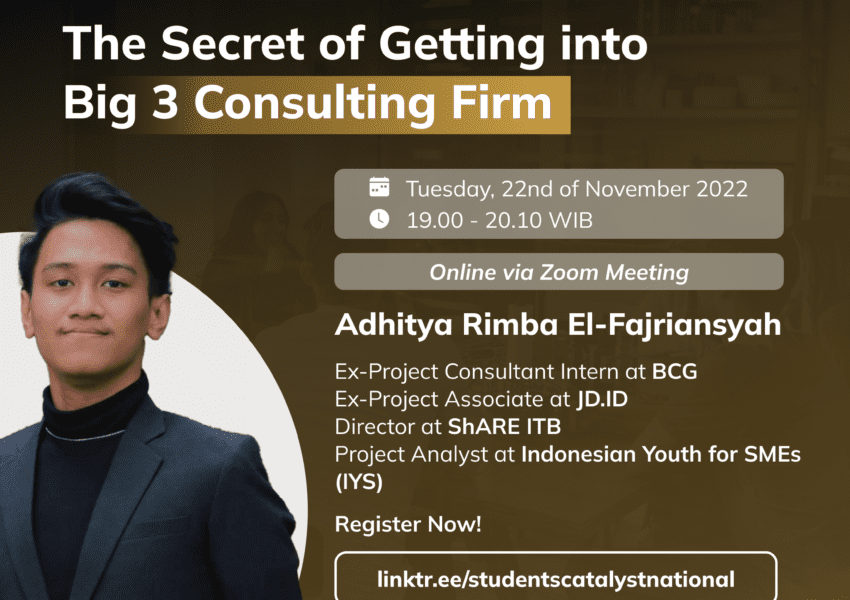 The Secret of Getting into
Big 3 Consulting Firm
Tuesday, 22nd of November 2022
19.00 - 20.10 WIB
Online via Zoom Meeting
Adhitya Rimba El-Fajriansyah
Ex-Project Consultant Intern at BCG
Ex-Project Associate at JD.ID
Director at ShARE ITB
Project Analyst at Indonesian Youth for SMEs
(IYS)
Register Now!
linktr.ee/studentscatalystnational